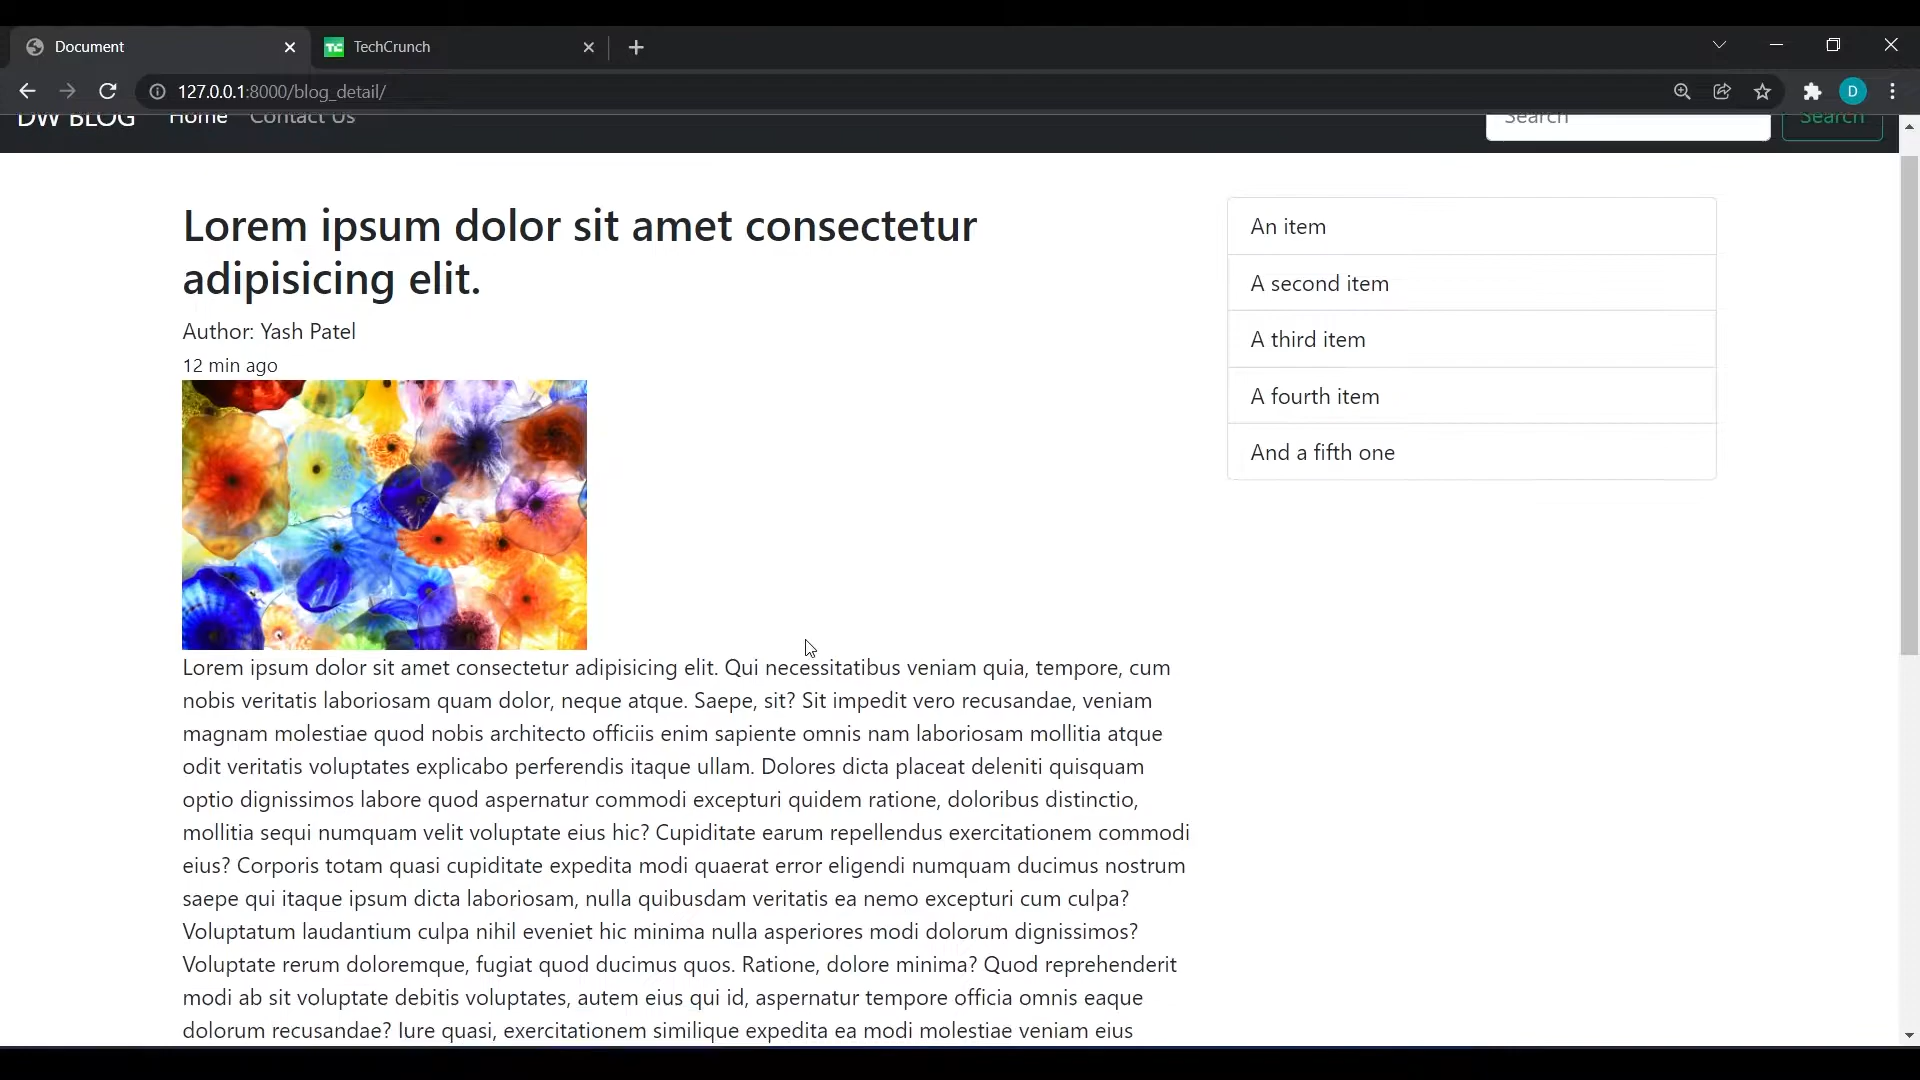 Document
TechCrunch
127.0.0.1:8000/blog_detail/
D
DW BLOG Home Contact Us Search Search
Lorem ipsum dolor sit amet consectetur
adipisicing elit.
Author: Yash Patel
12 min ago
An item
A second item
A third item
A fourth item
And a fifth one
Lorem ipsum dolor sit amet consectetur adipisicing elit. Qui necessitatibus veniam quia, tempore, cum
nobis veritatis laboriosam quam dolor, neque atque. Saepe, sit? Sit impedit vero recusandae, veniam
magnam molestiae quod nobis architecto officiis enim sapiente omnis nam laboriosam mollitia atque
odit veritatis voluptates explicabo perferendis itaque ullam. Dolores dicta placeat deleniti quisquam
optio dignissimos labore quod aspernatur commodi excepturi quidem ratione, doloribus distinctio,
mollitia sequi numquam velit voluptate eius hic? Cupiditate earum repellendus exercitationem commodi
eius? Corporis totam quasi cupiditate expedita modi quaerat error eligendi numquam ducimus nostrum
saepe qui itaque ipsum dicta laboriosam, nulla quibusdam veritatis ea nemo excepturi cum culpa?
Voluptatum laudantium culpa nihil eveniet hic minima nulla asperiores modi dolorum dignissimos?
Voluptate rerum doloremque, fugiat quod ducimus quos. Ratione, dolore minima? Quod reprehenderit
modi ab sit voluptate debitis voluptates, autem eius qui id, aspernatur tempore officia omnis eaque
dolorum recusandae? Iure quasi, exercitationem similique expedita ea modi molestiae veniam eius